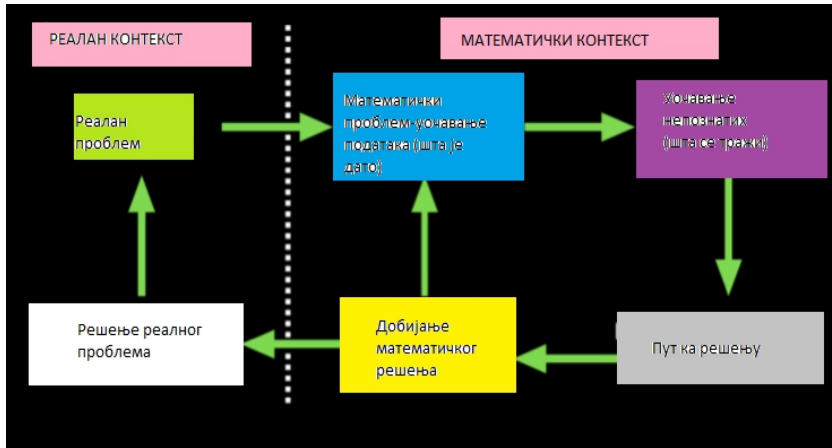 РЕАЛАН КОНТЕКСТ
МАТЕМАТИЧКИ КОНТЕКСТ
Реалан
проблем
Математички
проблем-уочавање
података (шта је
дато)
Уочавање
непознатих
(шта се тражи)
Решење реалног
проблема
Добијање
математичког
решења
Пут ка решењу